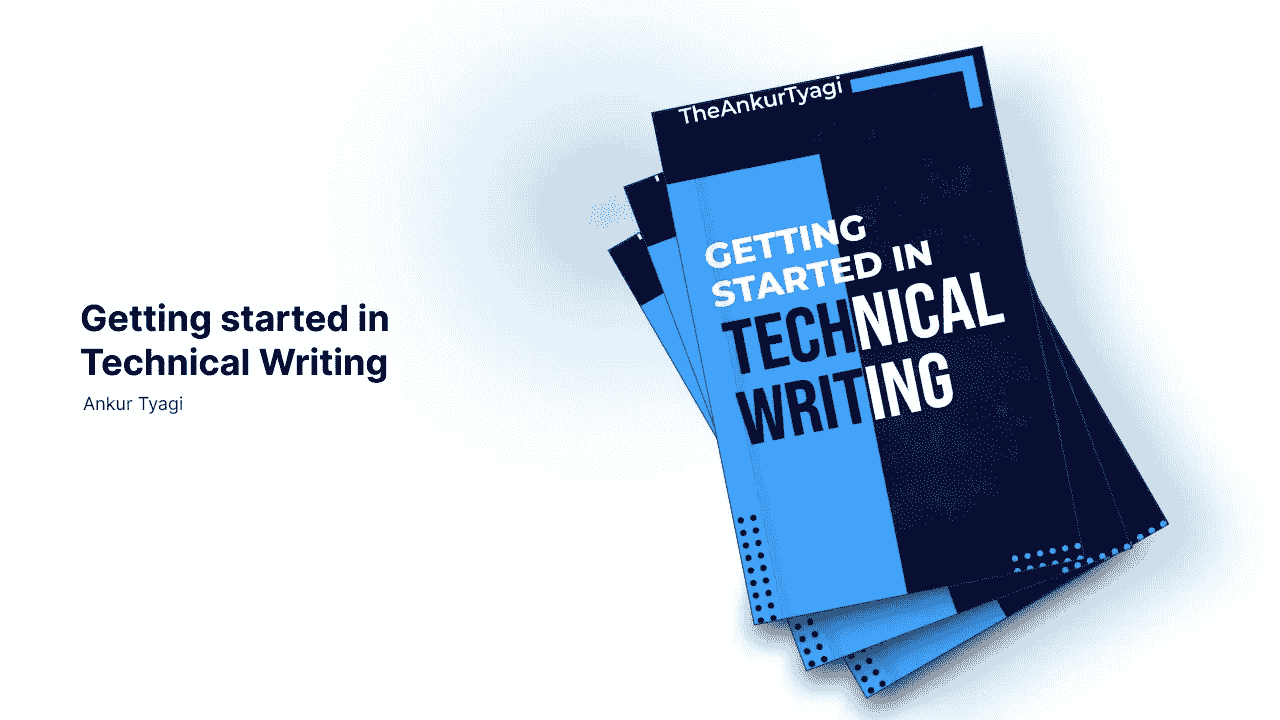 Getting started in
Technical Writing
Ankur Tyagi
TheAnkurTyagi
GETTING
STARTED IN
TECHNICAL
WRITING